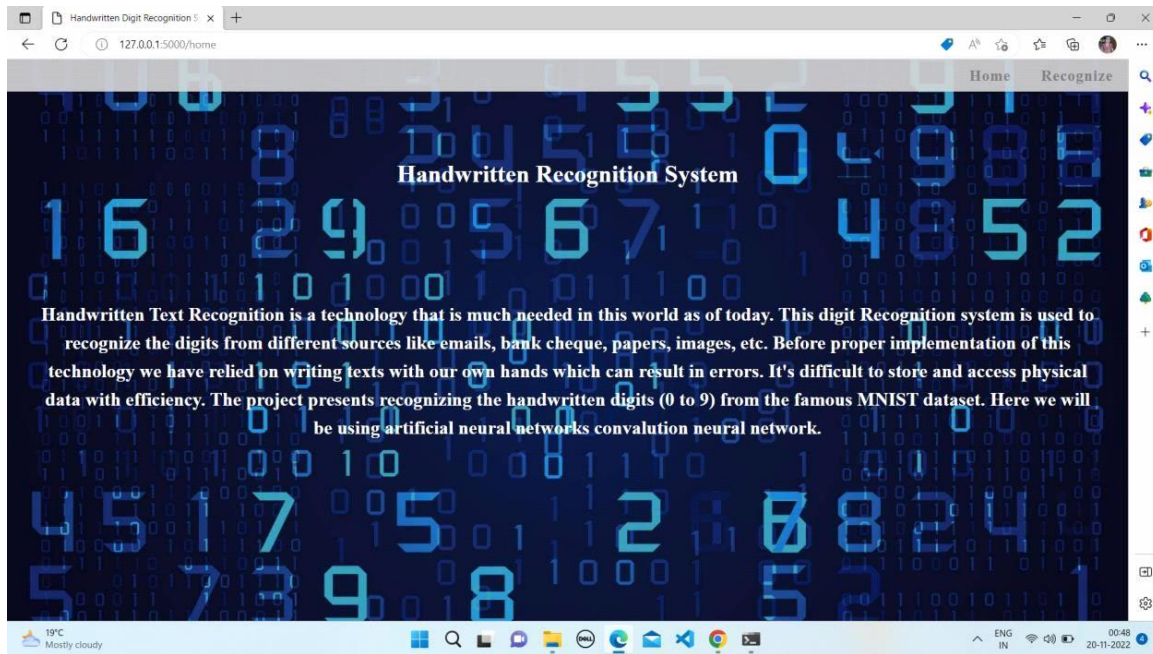 Handwritten Digit Recognition S
127.0.0.1:5000/home
Home Recognize
Handwritten Recognition System
Handwritten Text Recognition is a technology that is much needed in this world as of today. This digit Recognition system is used to
recognize the digits from different sources like emails, bank cheque, papers, images, etc. Before proper implementation of this
technology we have relied on writing texts with our own hands which can result in errors. It's difficult to store and access physical
data with efficiency. The project presents recognizing the handwritten digits (0 to 9) from the famous MNIST dataset. Here we will
be using artificial neural networks convalution neural network.
19°C
Mostly cloudy
ENG
IN
00:48
20-11-2022